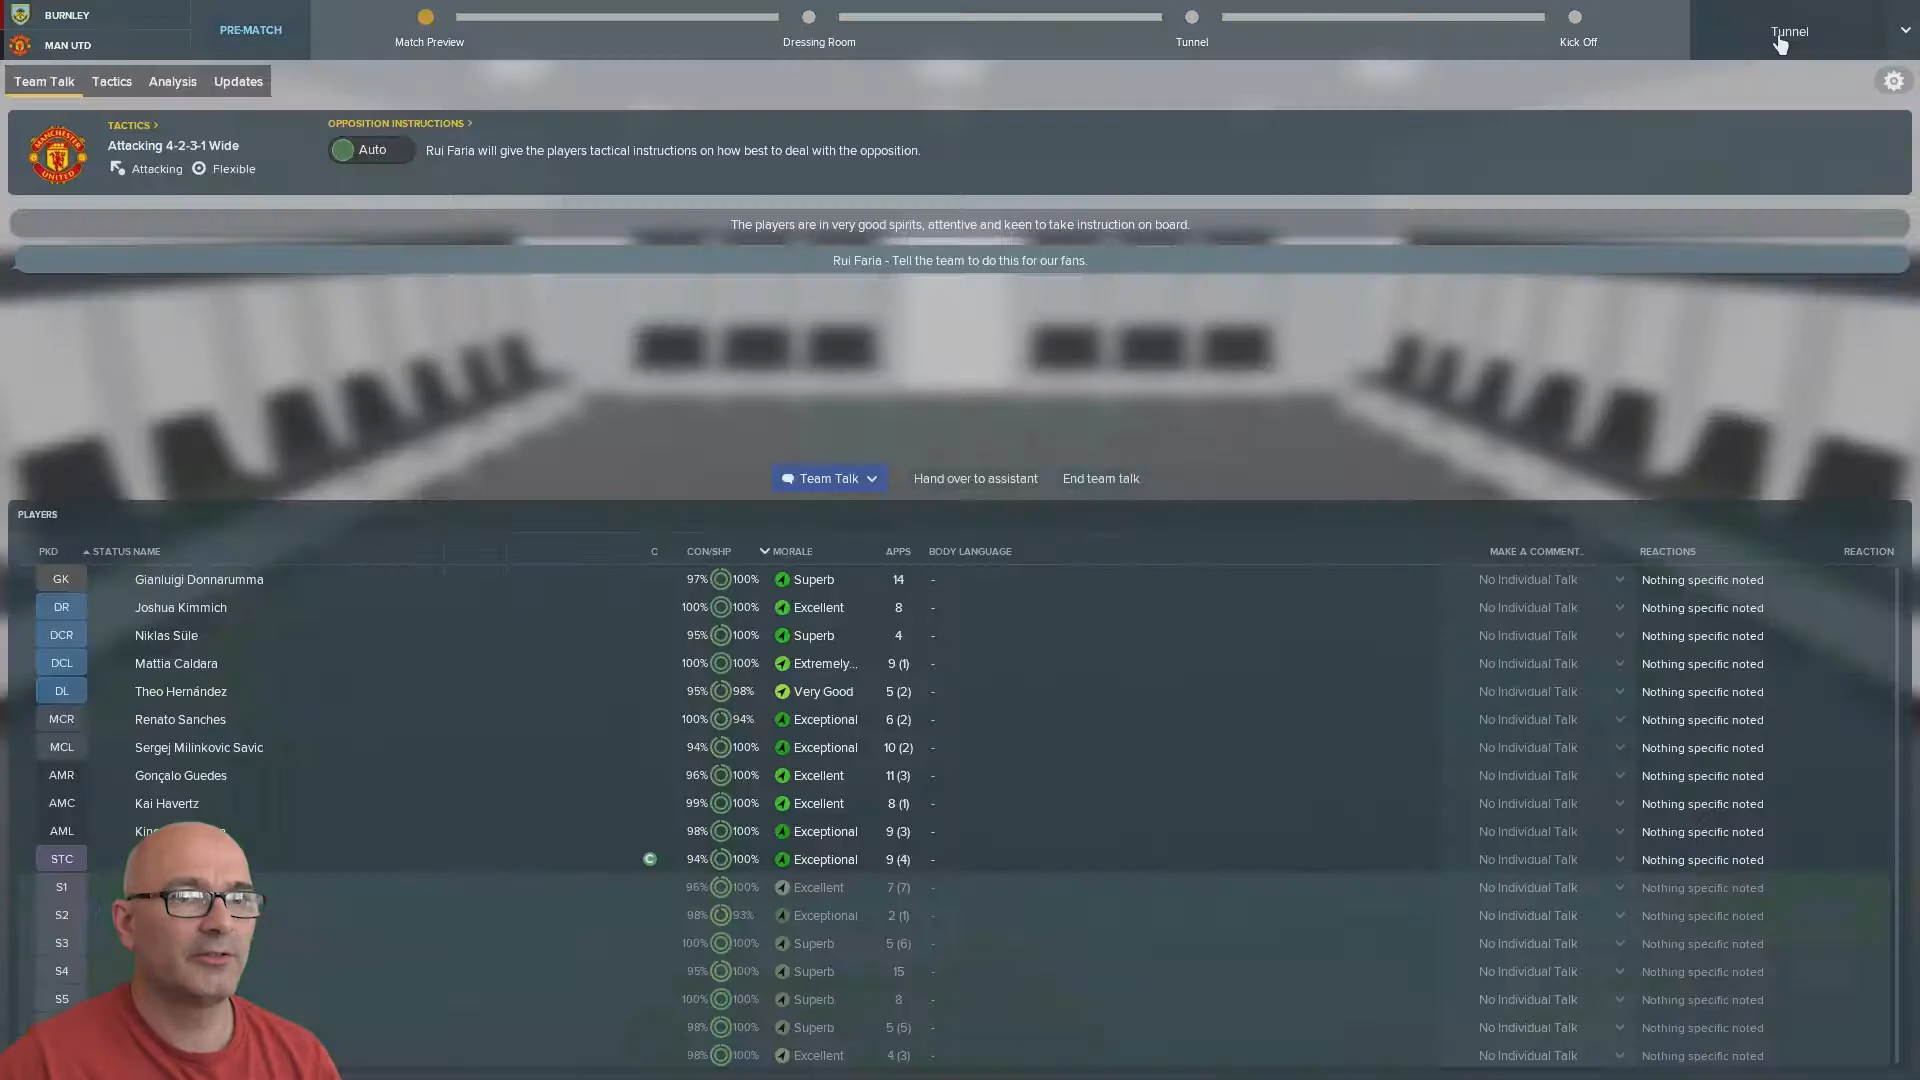 BURNLEY
MAN UTD
PRE-MATCH
Match Preview
Dressing Room
Tunnel
Kick Off
Tunnel
Team Talk Tactics Analysis Updates
MANCHESTER UNITED
TACTICS >
Attacking 4-2-3-1 Wide
Attacking Flexible
OPPOSITION INSTRUCTIONS >
Auto Rui Faria will give the players tactical instructions on how best to deal with the opposition.
The players are in very good spirits, attentive and keen to take instruction on board.
Rui Faria - Tell the team to do this for our fans.
Team Talk Hand over to assistant End team talk
PLAYERS
PKD STATUS NAME C CON/SHP MORALE APPS BODY LANGUAGE MAKE A COMMENT... REACTIONS REACTION
GK Gianluigi Donnarumma 97% 100% Superb 14 - No Individual Talk Nothing specific noted
DR Joshua Kimmich 100% 100% Excellent 8 - No Individual Talk Nothing specific noted
DCR Niklas Süle 95% 100% Superb 4 - No Individual Talk Nothing specific noted
DCL Mattia Caldara 100% 100% Extremely... 9 (1) - No Individual Talk Nothing specific noted
DL Theo Hernández 95% 98% Very Good 5 (2) - No Individual Talk Nothing specific noted
MCR Renato Sanches 100% 94% Exceptional 6 (2) - No Individual Talk Nothing specific noted
MCL Sergej Milinkovic Savic 94% 100% Exceptional 10 (2) - No Individual Talk Nothing specific noted
AMR Gonçalo Guedes 96% 100% Excellent 11 (3) - No Individual Talk Nothing specific noted
AMC Kai Havertz 99% 100% Excellent 8 (1) - No Individual Talk Nothing specific noted
AML 98% 100% Exceptional 9 (3) - No Individual Talk Nothing specific noted
STC C 94% 100% Exceptional 9 (4) - No Individual Talk Nothing specific noted
S1 96% 100% Excellent 7 (7) - No Individual Talk Nothing specific noted
S2 98% 93% Exceptional 2 (1) - No Individual Talk Nothing specific noted
S3 100% 100% Superb 5 (6) - No Individual Talk Nothing specific noted
S4 95% 100% Superb 15 - No Individual Talk Nothing specific noted
S5 100% 100% Superb 8 - No Individual Talk Nothing specific noted
98% 100% Superb 5 (5) - No Individual Talk Nothing specific noted
98% 100% Excellent 4 (3) - No Individual Talk Nothing specific noted